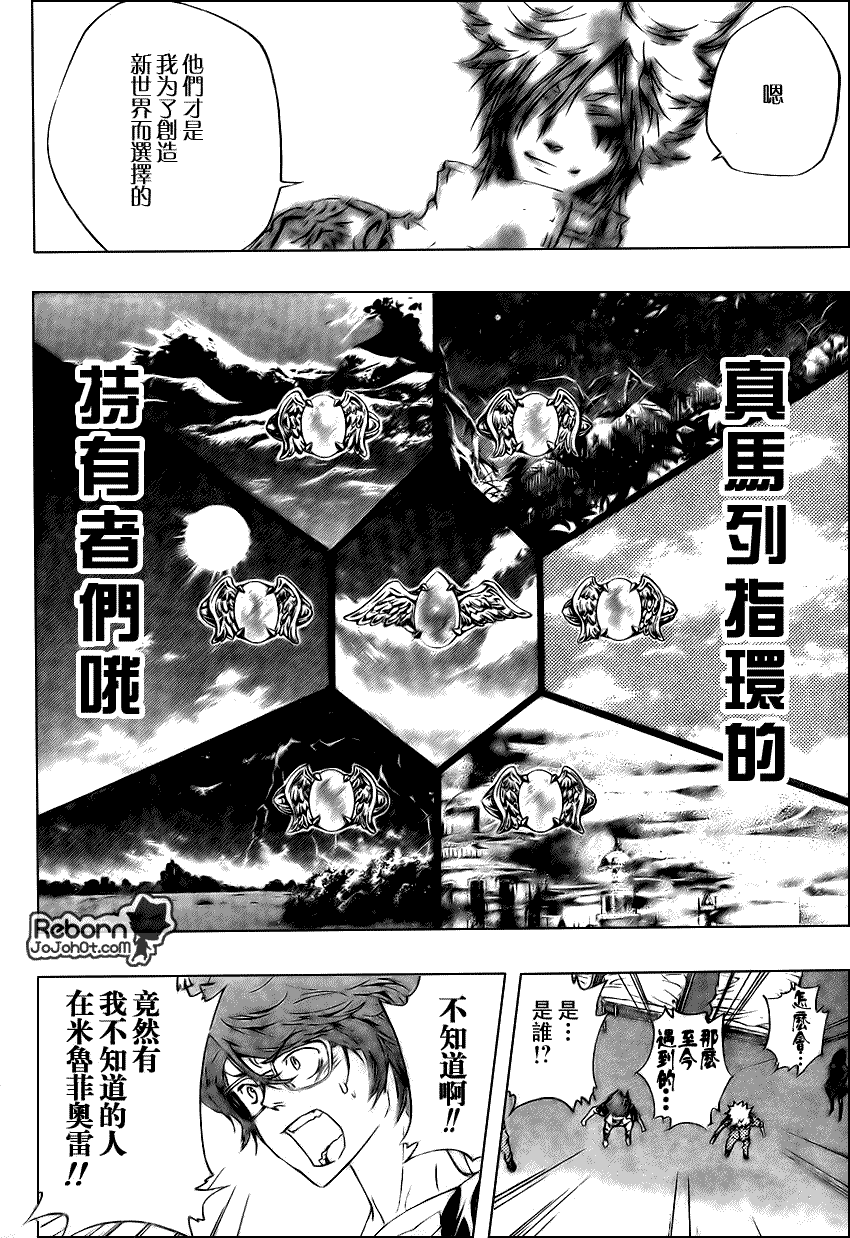 嗯
他們才是
我为了創造
新世界而選擇的
真馬列指環的
持有者們哦
怎麼會…
那麼
至今
遇到的…
是…
是誰!?
不知道啊!!
竟然有
我不知道的人
在米魯菲奧雷!!
Reborn
JoJoHOt.com